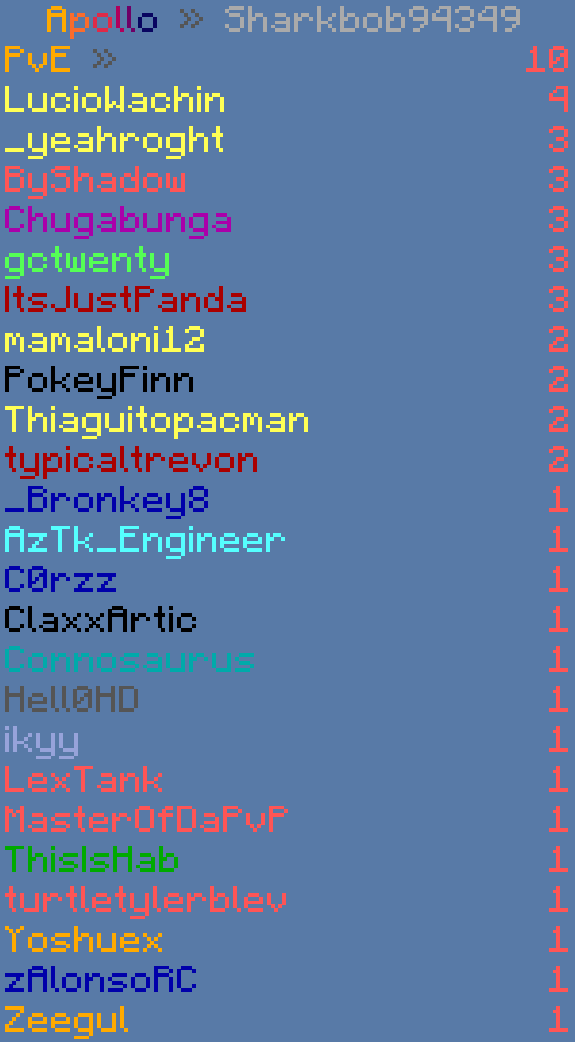 Apollo » Sharkbob94349
PvE » 10
LucioWachin 4
_yeahroght 3
ByShadow 3
Chugabunga 3
gctwenty 3
ItsJustPanda 3
mamaloni12 2
PokeyFinn 2
Thiaguitopacman 2
typicaltrevon 2
_Bronkey8 1
AzTk_Engineer 1
C0rzz 1
ClaxxArtic 1
Connosaurus 1
Hell0HD 1
ikyy 1
LexTank 1
MasterOfDaPvP 1
ThisIsHab 1
turtletylerblev 1
Yoshuex 1
zAlonsoRC 1
Zeegul 1